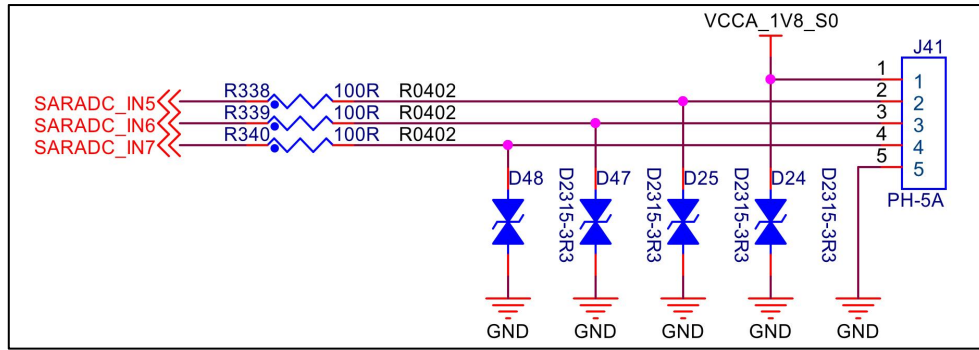 VCCA_1V8_S0
J41
SARADC_IN5 R338 100R R0402 1 1
SARADC_IN6 R339 100R R0402 2 2
SARADC_IN7 R340 100R R0402 3 3
4 4
5 5
PH-5A
D48 D2315-3R3
D47 D2315-3R3
D25 D2315-3R3
D24 D2315-3R3
GND GND GND GND GND